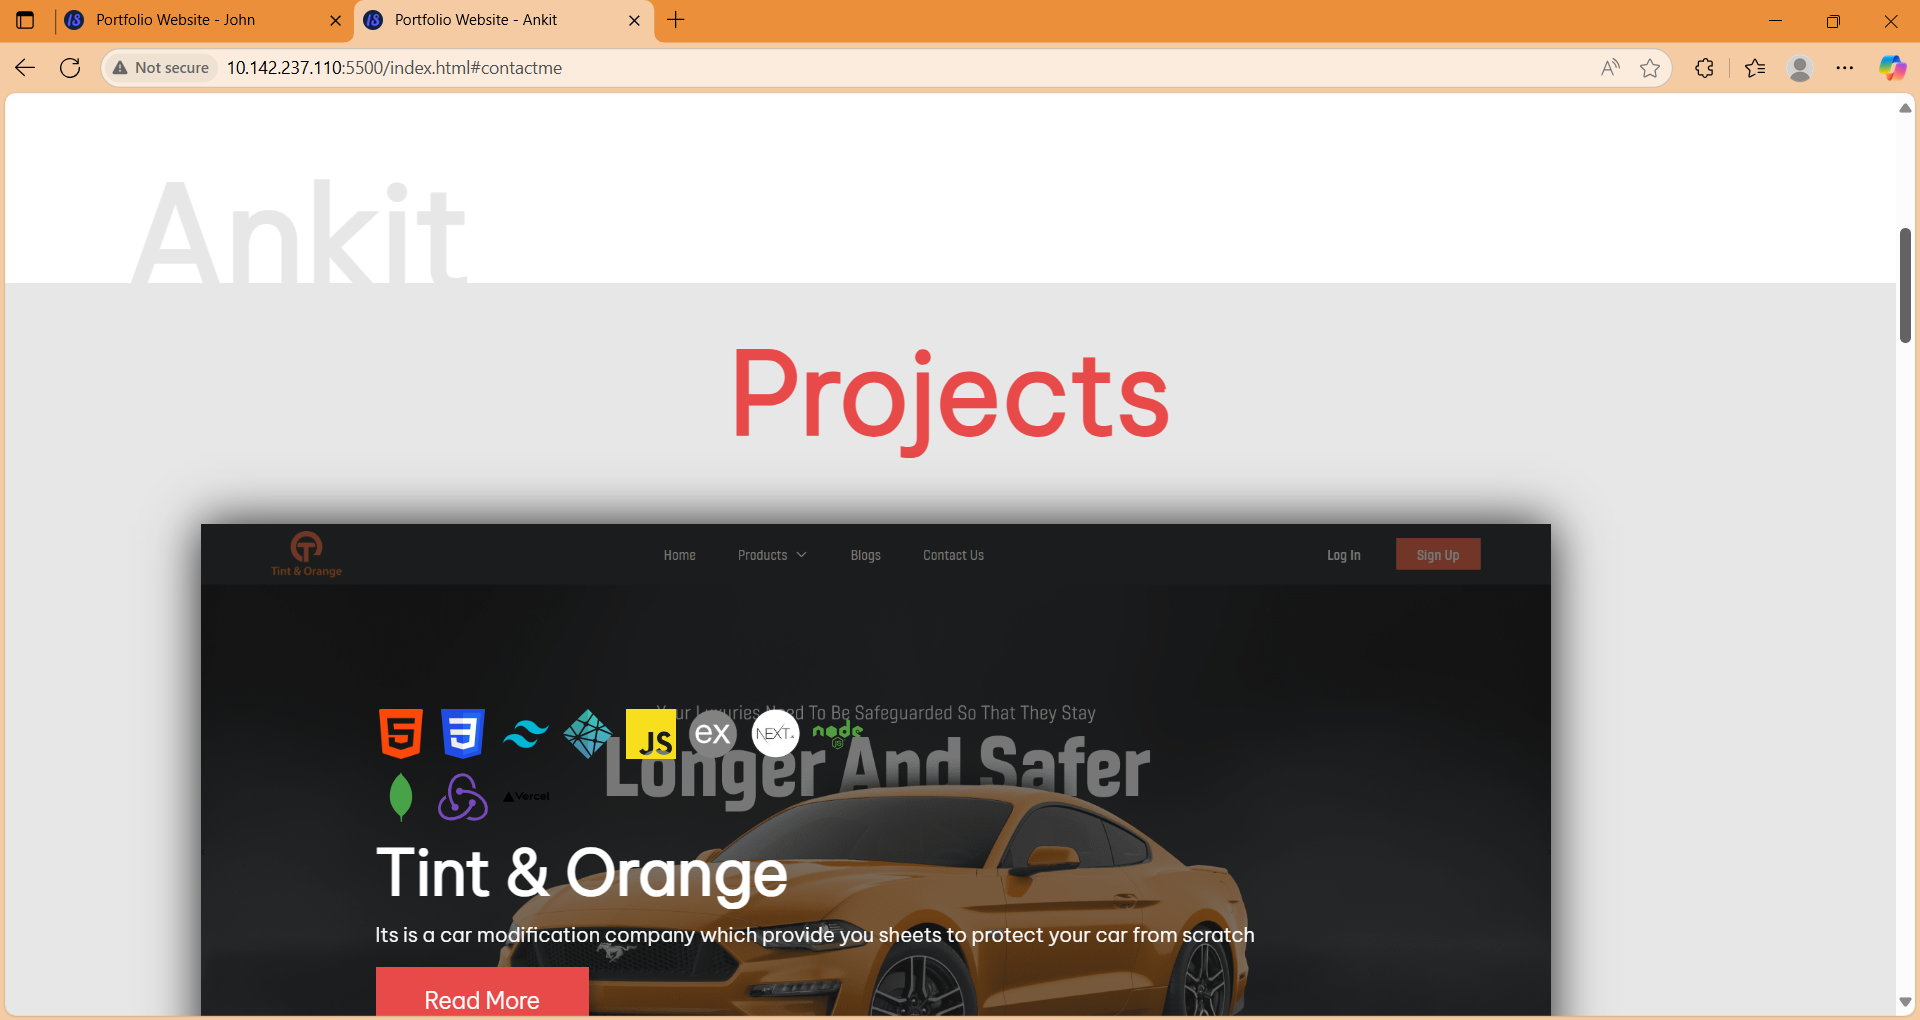 Portfolio Website - John
Portfolio Website - Ankit
Not secure
10.142.237.110:5500/index.html#contactme
Ankit
Projects
Tint & Orange
Home
Products
Blogs
Contact Us
Log In
Sign Up
Your Luxuries Need To Be Safeguarded So That They Stay
JS
ex
NEXT
node
JS
Longer And Safer
Vercel
Tint & Orange
Its is a car modification company which provide you sheets to protect your car from scratch
Read More